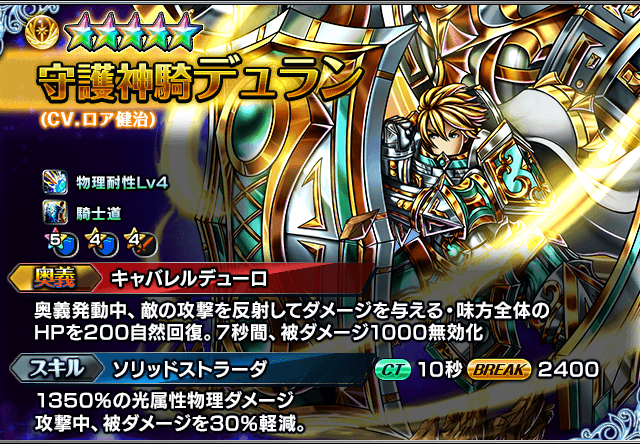 守護神騎デュラン
(CV.ロア健治)
物理耐性Lv4
騎士道
5 4 4
奥義 キャバレルデューロ
奥義発動中、敵の攻撃を反射してダメージを与える・味方全体の
HPを200自然回復。7秒間、被ダメージ1000無効化
スキル ソリッドストラーダ CT 10秒 BREAK 2400
1350%の光属性物理ダメージ
攻撃中、被ダメージを30%軽減。